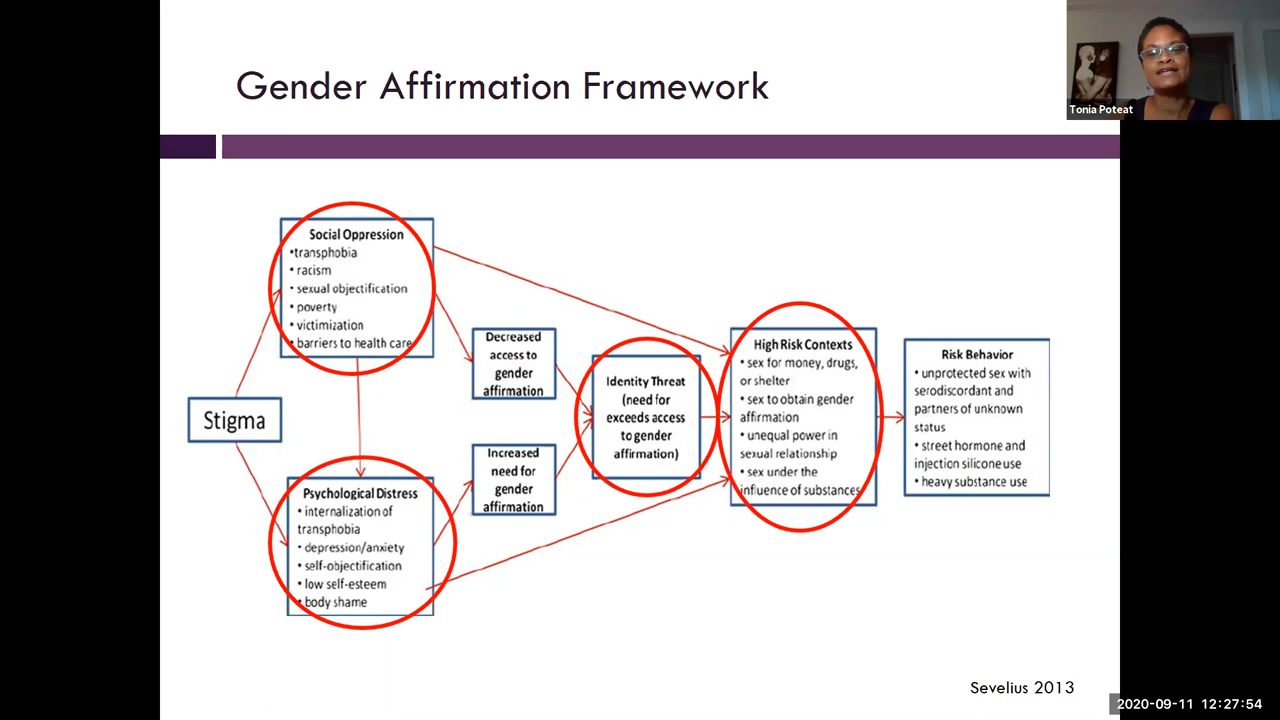 Gender Affirmation Framework
Tonia Poteat
Social Oppression
•transphobia
• racism
• sexual objectification
• poverty
• victimization
• barriers to health care
Decreased
access to
gender
affirmation
Identity Threat
(need for
exceeds access
to gender
affirmation)
High Risk Contexts
• sex for money, drugs,
or shelter
• sex to obtain gender
affirmation
• unequal power in
sexual relationship
• sex under the
influence of substances
Risk Behavior
• unprotected sex with
serodiscordant and
partners of unknown
status
• street hormone and
injection silicone use
• heavy substance use
Stigma
Increased
need for
gender
affirmation
Psychological Distress
• internalization of
transphobia
• depression/anxiety
• self-objectification
• low self-esteem
• body shame
Sevelius 2013
2020-09-11 12:27:54